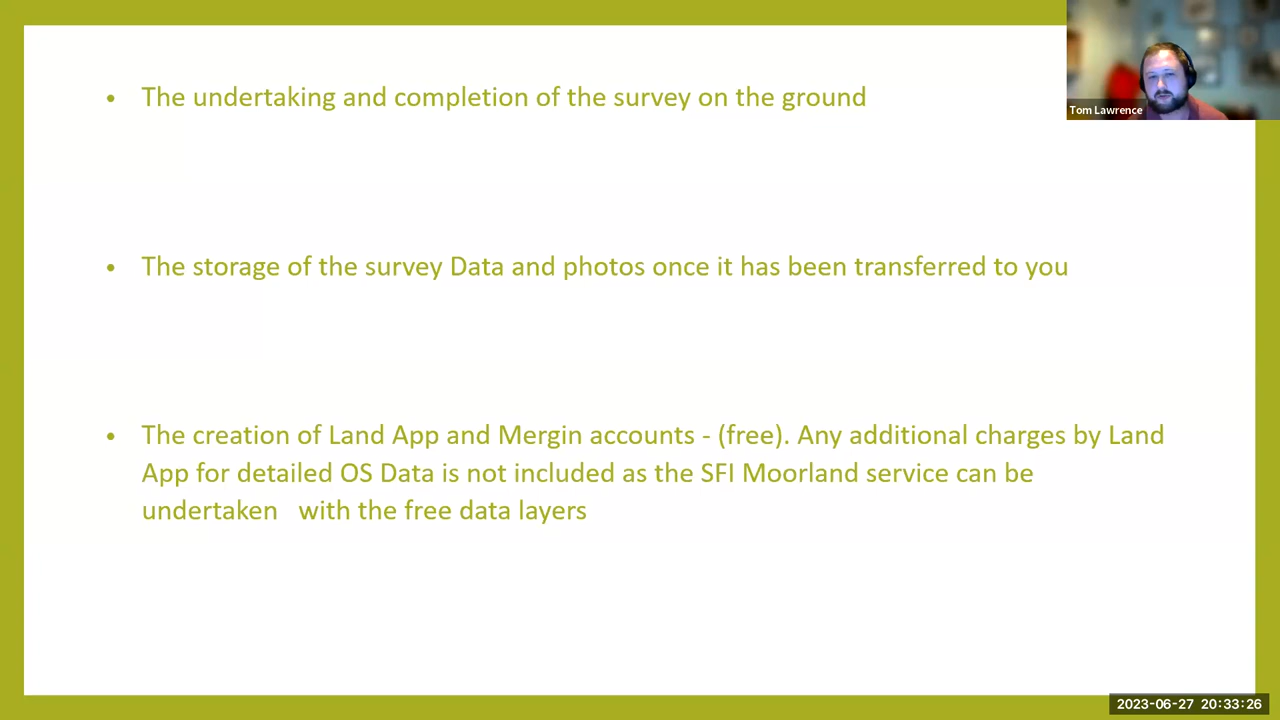 • The undertaking and completion of the survey on the ground
Tom Lawrence
• The storage of the survey Data and photos once it has been transferred to you
• The creation of Land App and Mergin accounts - (free). Any additional charges by Land
App for detailed OS Data is not included as the SFI Moorland service can be
undertaken with the free data layers
2023-06-27 20:33:26